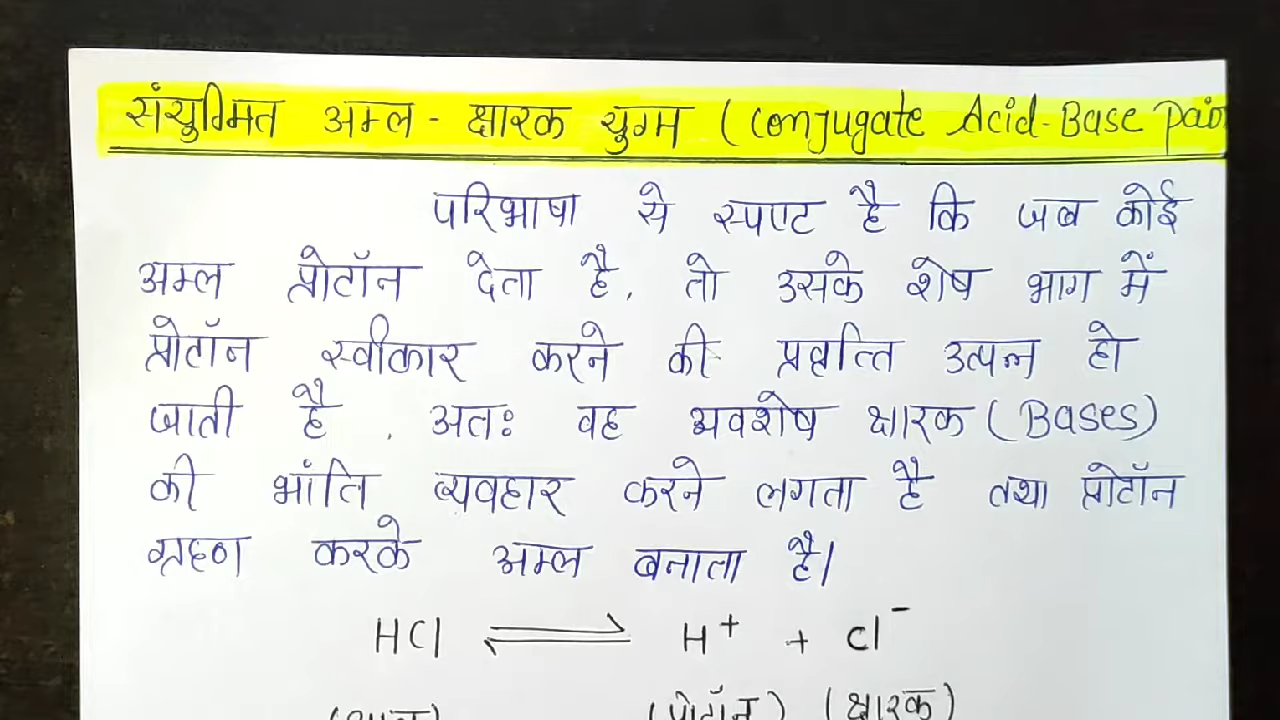 संयुग्मित अम्ल - क्षारक युग्म (Conjugate Acid-Base pair
परिभाषा से स्पष्ट है कि जब कोई
अम्ल प्रोटॉन देता है, तो उसके शेष भाग में
प्रोटॉन स्वीकार करने की प्रवृत्ति उत्पन्न हो
जाती है , अतः वह अवशेष क्षारक (Bases)
की भांति व्यवहार करने लगता है तथा प्रोटॉन
ग्रहण करके अम्ल बनाता है।
HCl ⇌ H⁺ + Cl⁻
(अम्ल) (प्रोटॉन) (क्षारक)